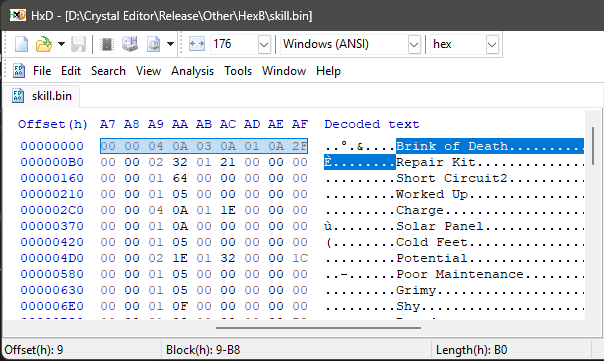 HxD - [D:\Crystal Editor\Release\Other\HexB\skill.bin]
176 Windows (ANSI) hex
File Edit Search View Analysis Tools Window Help
skill.bin
Offset(h) A7 A8 A9 AA AB AC AD AE AF Decoded text
00000000 00 00 04 0A 03 0A 01 0A 2F ..°.&....Brink of Death........
000000B0 00 00 02 32 01 21 00 00 00 È........Repair Kit............
00000160 00 00 01 64 00 00 00 00 00 .........Short Circuit2........
00000210 00 00 01 05 00 00 00 00 00 .........Worked Up.............
000002C0 00 00 04 0A 01 1E 00 00 00 .........Charge................
00000370 00 00 01 0A 00 00 00 00 00 ù........Solar Panel...........
00000420 00 00 01 05 00 00 00 00 00 (........Cold Feet.............
000004D0 00 00 02 1E 01 32 00 00 1C .........Potential.............
00000580 00 00 01 05 00 00 00 00 00 ..–......Poor Maintenance......
00000630 00 00 01 05 00 00 00 00 00 .........Grimy.................
000006E0 00 00 01 0F 00 00 00 00 00 .........Shy...................
Offset(h): 9 Block(h): 9-B8 Length(h): B0